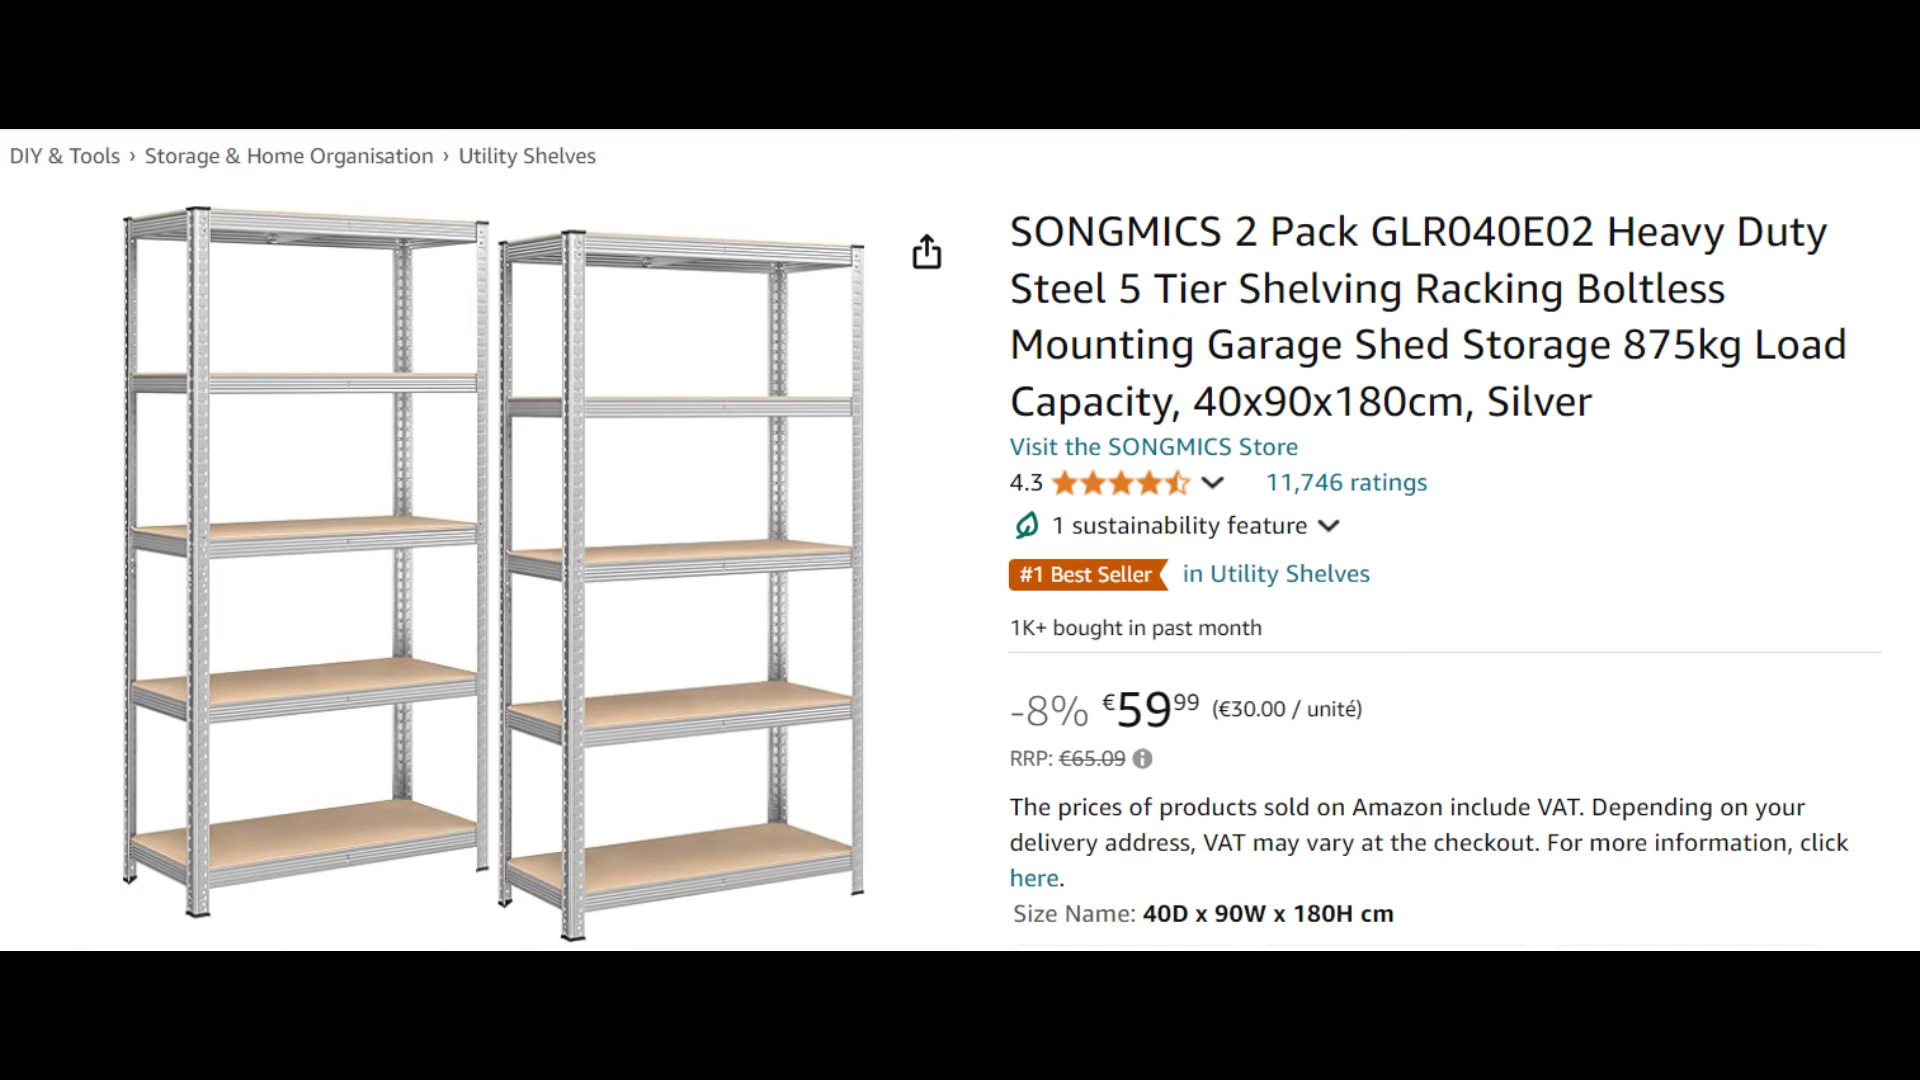 DIY & Tools › Storage & Home Organisation › Utility Shelves
SONGMICS 2 Pack GLR040E02 Heavy Duty
Steel 5 Tier Shelving Racking Boltless
Mounting Garage Shed Storage 875kg Load
Capacity, 40x90x180cm, Silver
Visit the SONGMICS Store
4.3 11,746 ratings
1 sustainability feature
#1 Best Seller in Utility Shelves
1K+ bought in past month
-8% €59⁹⁹ (€30.00 / unité)
RRP: €65.09
The prices of products sold on Amazon include VAT. Depending on your
delivery address, VAT may vary at the checkout. For more information, click
here.
Size Name: 40D x 90W x 180H cm